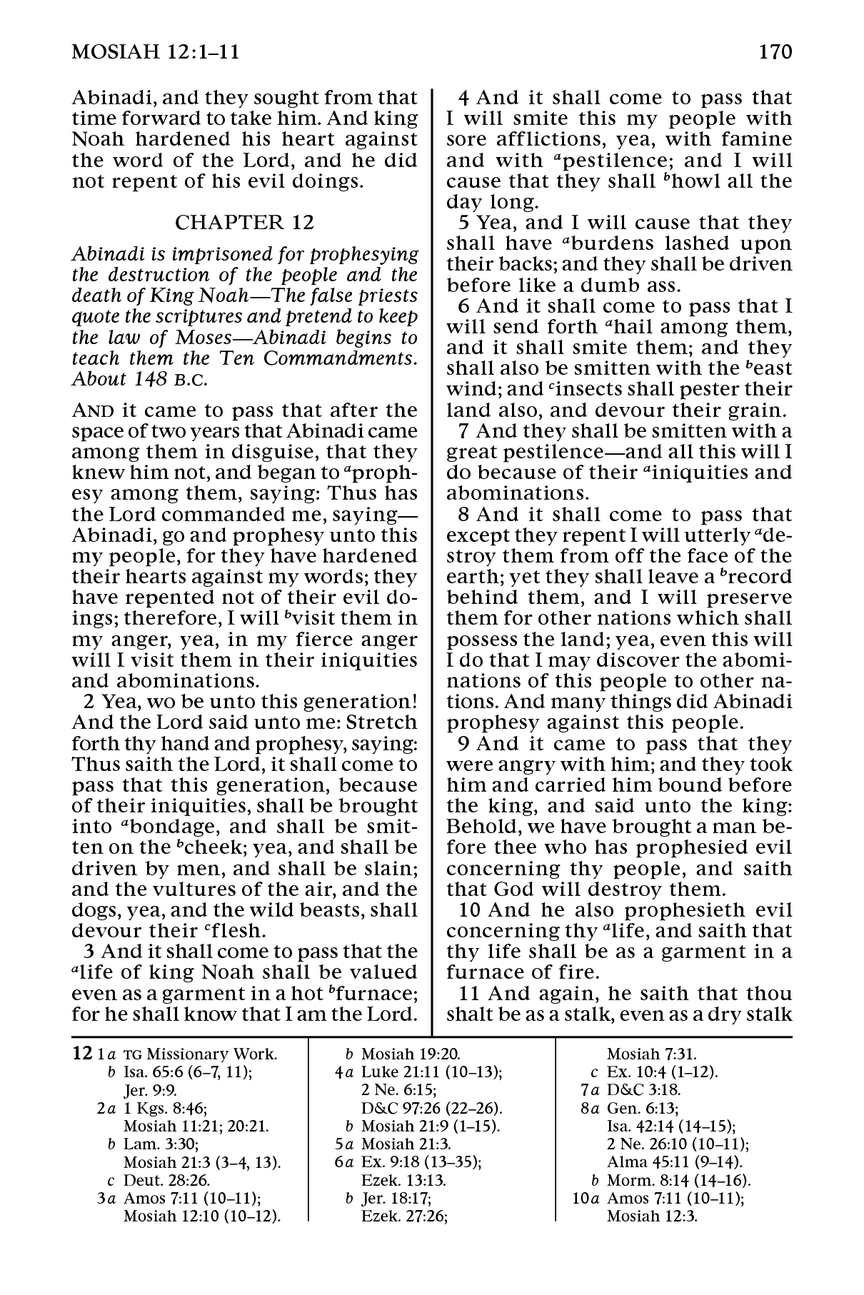 MOSIAH 12:1–11
170
Abinadi, and they sought from that
time forward to take him. And king
Noah hardened his heart against
the word of the Lord, and he did
not repent of his evil doings.
CHAPTER 12
Abinadi is imprisoned for prophesying
the destruction of the people and the
death of King Noah—The false priests
quote the scriptures and pretend to keep
the law of Moses—Abinadi begins to
teach them the Ten Commandments.
About 148 B.C.
AND it came to pass that after the
space of two years that Abinadi came
among them in disguise, that they
knew him not, and began to aproph-
esy among them, saying: Thus has
the Lord commanded me, saying—
Abinadi, go and prophesy unto this
my people, for they have hardened
their hearts against my words; they
have repented not of their evil do-
ings; therefore, I will bvisit them in
my anger, yea, in my fierce anger
will I visit them in their iniquities
and abominations.
2 Yea, wo be unto this generation!
And the Lord said unto me: Stretch
forth thy hand and prophesy, saying:
Thus saith the Lord, it shall come to
pass that this generation, because
of their iniquities, shall be brought
into abondage, and shall be smit-
ten on the bcheek; yea, and shall be
driven by men, and shall be slain;
and the vultures of the air, and the
dogs, yea, and the wild beasts, shall
devour their cflesh.
3 And it shall come to pass that the
alife of king Noah shall be valued
even as a garment in a hot bfurnace;
for he shall know that I am the Lord.
4 And it shall come to pass that
I will smite this my people with
sore afflictions, yea, with famine
and with apestilence; and I will
cause that they shall bhowl all the
day long.
5 Yea, and I will cause that they
shall have aburdens lashed upon
their backs; and they shall be driven
before like a dumb ass.
6 And it shall come to pass that I
will send forth ahail among them,
and it shall smite them; and they
shall also be smitten with the beast
wind; and cinsects shall pester their
land also, and devour their grain.
7 And they shall be smitten with a
great pestilence—and all this will I
do because of their ainiquities and
abominations.
8 And it shall come to pass that
except they repent I will utterly ade-
stroy them from off the face of the
earth; yet they shall leave a brecord
behind them, and I will preserve
them for other nations which shall
possess the land; yea, even this will
I do that I may discover the abomi-
nations of this people to other na-
tions. And many things did Abinadi
prophesy against this people.
9 And it came to pass that they
were angry with him; and they took
him and carried him bound before
the king, and said unto the king:
Behold, we have brought a man be-
fore thee who has prophesied evil
concerning thy people, and saith
that God will destroy them.
10 And he also prophesieth evil
concerning thy alife, and saith that
thy life shall be as a garment in a
furnace of fire.
11 And again, he saith that thou
shalt be as a stalk, even as a dry stalk
12 1a TG Missionary Work.
b Isa. 65:6 (6–7, 11);
Jer. 9:9.
2a 1 Kgs. 8:46;
Mosiah 11:21; 20:21.
b Lam. 3:30;
Mosiah 21:3 (3–4, 13).
c Deut. 28:26.
3a Amos 7:11 (10–11);
Mosiah 12:10 (10–12).
b Mosiah 19:20.
4a Luke 21:11 (10–13);
2 Ne. 6:15;
D&C 97:26 (22–26).
b Mosiah 21:9 (1–15).
5a Mosiah 21:3.
6a Ex. 9:18 (13–35);
Ezek. 13:13.
b Jer. 18:17;
Ezek. 27:26;
Mosiah 7:31.
c Ex. 10:4 (1–12).
7a D&C 3:18.
8a Gen. 6:13;
Isa. 42:14 (14–15);
2 Ne. 26:10 (10–11);
Alma 45:11 (9–14).
b Morm. 8:14 (14–16).
10a Amos 7:11 (10–11);
Mosiah 12:3.